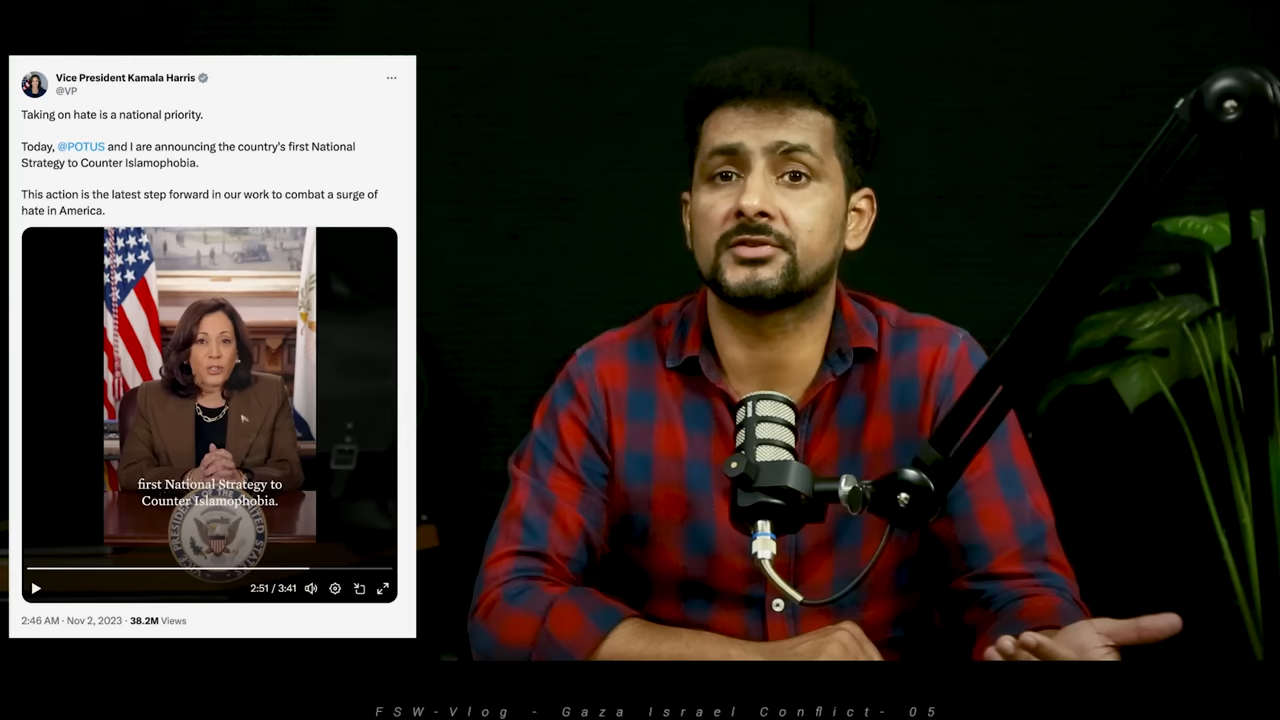 Vice President Kamala Harris
@VP
Taking on hate is a national priority.
Today, @POTUS and I are announcing the country's first National
Strategy to Counter Islamophobia.
This action is the latest step forward in our work to combat a surge of
hate in America.
first National Strategy to
Counter Islamophobia.
2:51 / 3:41
2:46 AM · Nov 2, 2023 · 38.2M Views
FSW-Vlog - Gaza Israel Conflict- 05